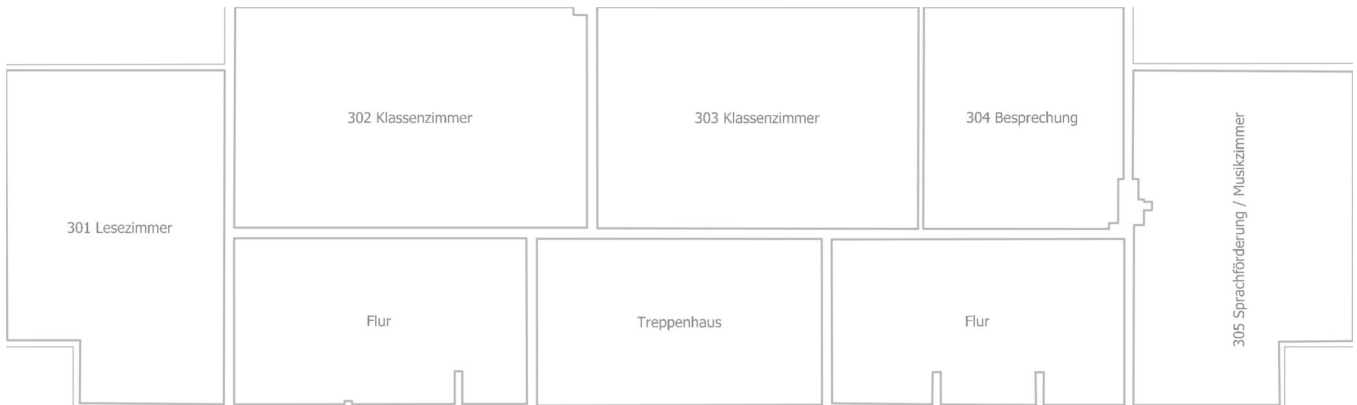 302 Klassenzimmer
303 Klassenzimmer
304 Besprechung
301 Lesezimmer
305 Sprachförderung / Musikzimmer
Flur
Treppenhaus
Flur